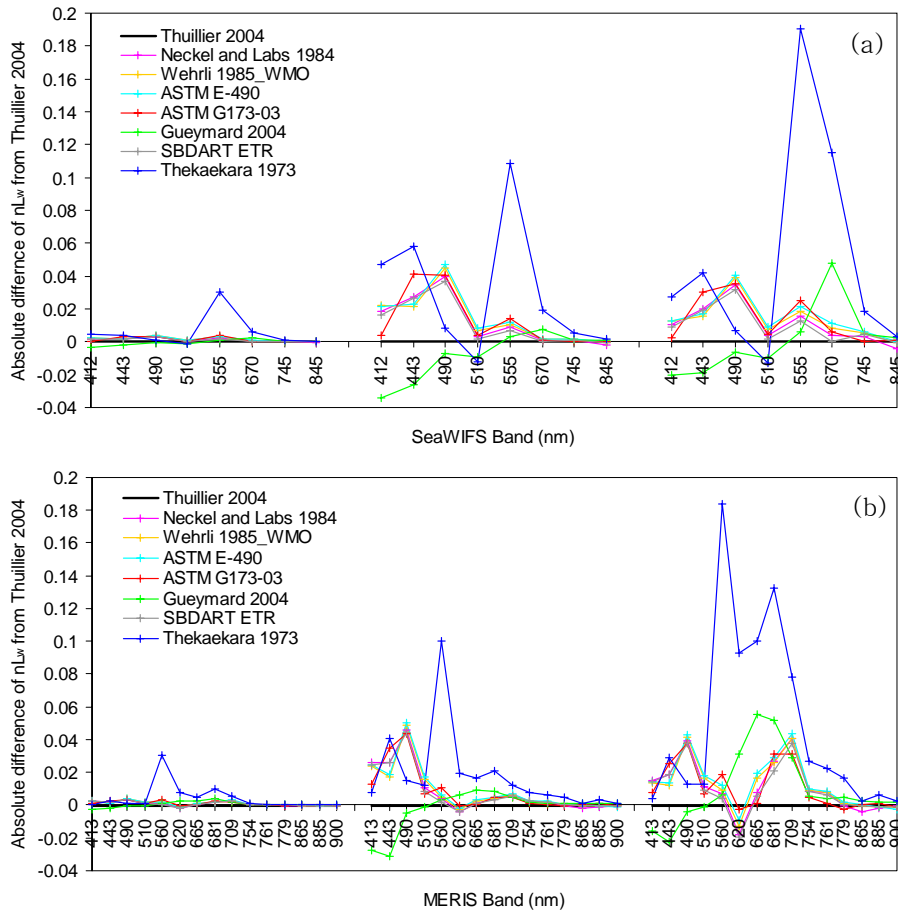 0.2
0.18
0.16
0.14
0.12
0.1
0.08
0.06
0.04
0.02
0
-0.02
-0.04
Absolute difference of nLw from Thuillier 2004
(a)
Thuillier 2004
Neckel and Labs 1984
Wehrli 1985_WMO
ASTM E-490
ASTM G173-03
Gueymard 2004
SBDART ETR
Thekaekara 1973
412 443 490 510 555 670 745 845 412 443 490 510 555 670 745 845 412 443 490 510 555 670 745 845
SeaWIFS Band (nm)
0.2
0.18
0.16
0.14
0.12
0.1
0.08
0.06
0.04
0.02
0
-0.02
-0.04
Absolute difference of nLw from Thuillier 2004
(b)
Thuillier 2004
Neckel and Labs 1984
Wehrli 1985_WMO
ASTM E-490
ASTM G173-03
Gueymard 2004
SBDART ETR
Thekaekara 1973
413 443 490 510 560 620 665 681 709 754 761 779 865 885 900 413 443 490 510 560 620 665 681 709 754 761 779 865 885 900 413 443 490 510 560 620 665 681 709 754 761 779 865 885 900
MERIS Band (nm)